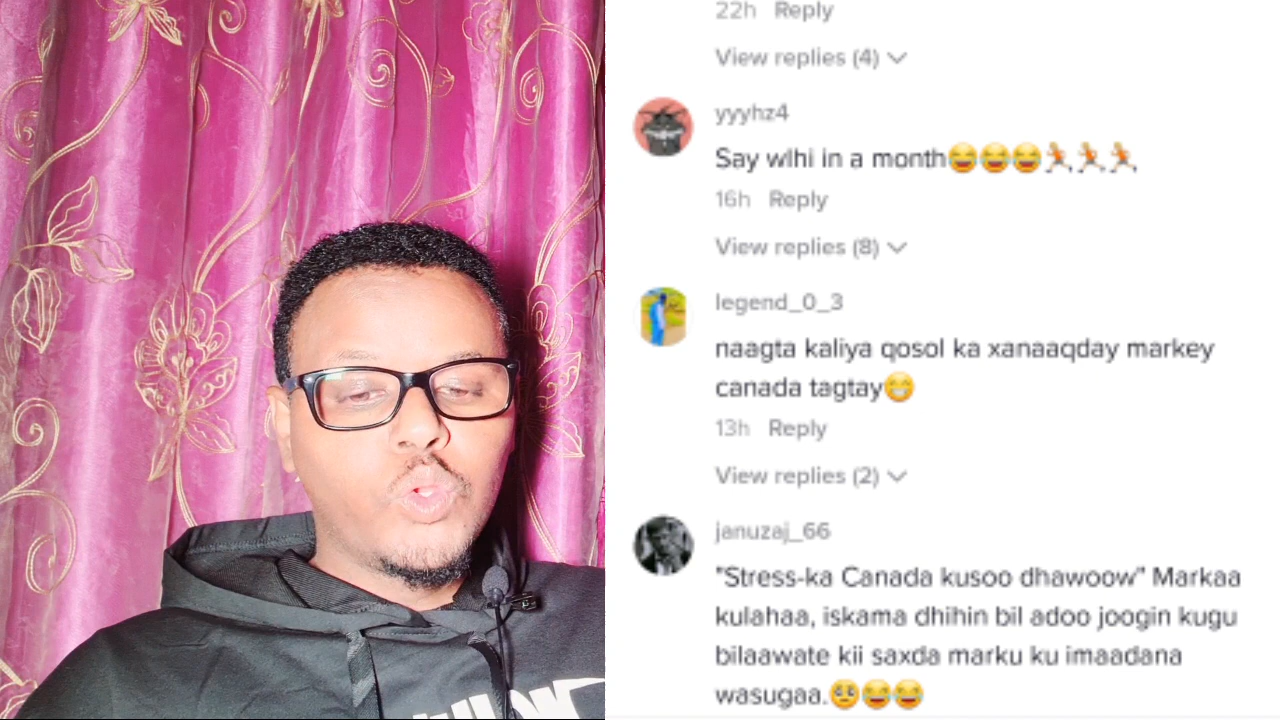 22h Reply
View replies (4)
yyyhz4
Say wlhi in a month😂😂😂🏃🏃🏃
16h Reply
View replies (8)
legend_0_3
naagta kaliya qosol ka xanaaqday markey
canada tagtay😁
13h Reply
View replies (2)
januzaj_66
"Stress-ka Canada kusoo dhawoow" Markaa
kulahaa, iskama dhihin bil adoo joogin kugu
bilaawate kii saxda marku ku imaadana
wasugaa.🥺😂😂